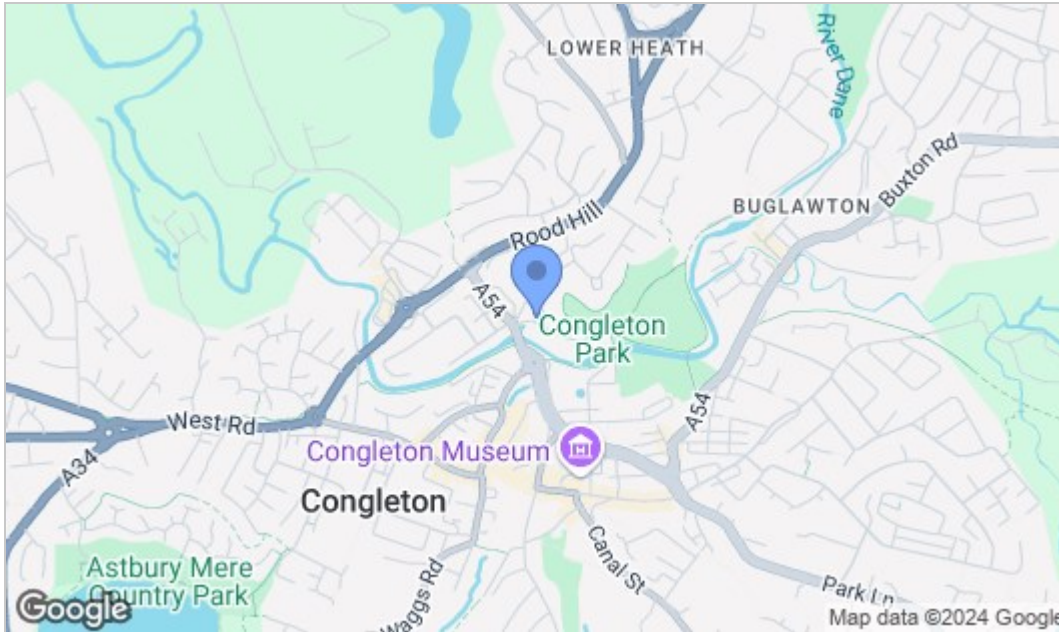 LOWER HEATH
River Dane
Buxton Rd
BUGLAWTON
Rood Hill
A54
Congleton
Park
A54
West Rd
A34
Congleton Museum
Congleton
Canal St
Astbury Mere
Country Park
Waggs Rd
Park Ln
Google
Map data ©2024 Google